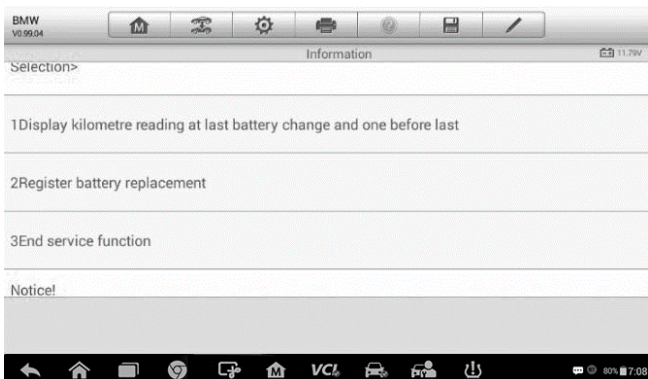 BMW
V0.99.04
Information
11.79V
Selection>
1Display kilometre reading at last battery change and one before last
2Register battery replacement
3End service function
Notice!
M
M
VCI
80% 7:08